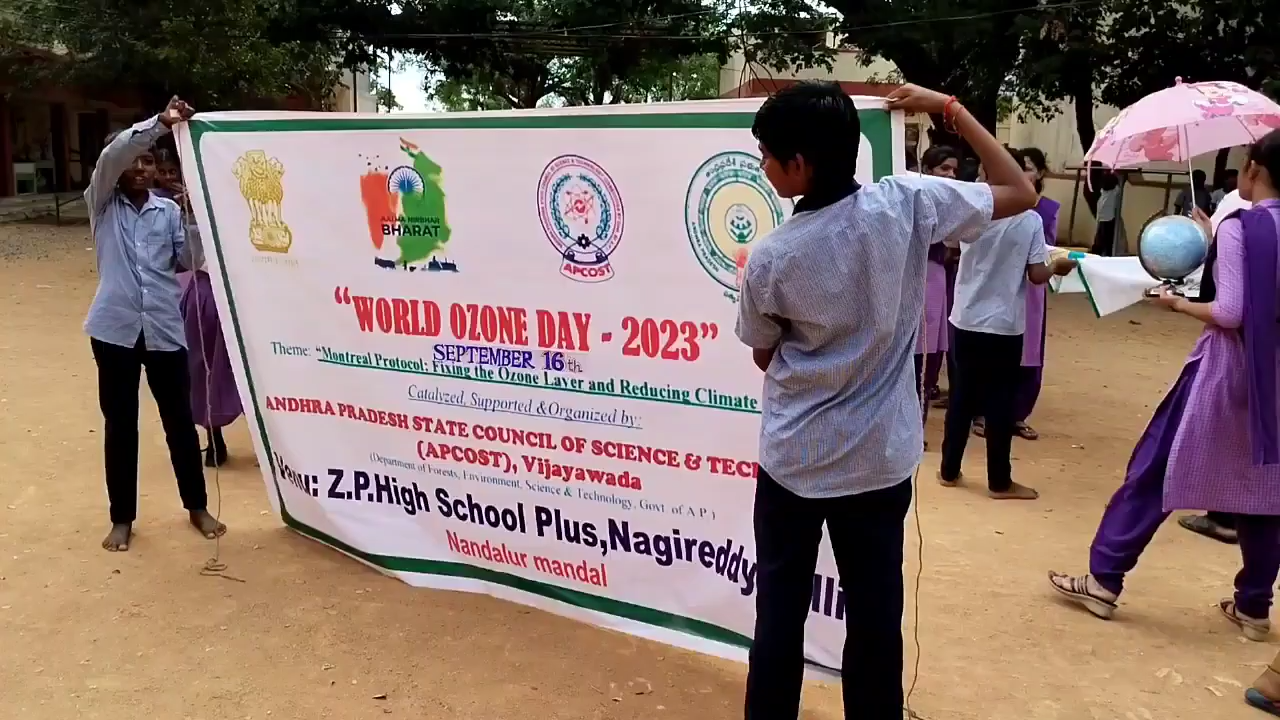 AATMA NIRBHAR
BHARAT
APCOST
“WORLD OZONE DAY - 2023”
SEPTEMBER 16th
Theme: “Montreal Protocol: Fixing the Ozone Layer and Reducing Climate
Catalyzed, Supported &Organized by:
ANDHRA PRADESH STATE COUNCIL OF SCIENCE &
(APCOST), Vijayawada
(Department of Forests, Environment, Science & Technology, Govt. of A P )
Z.P.High School Plus,Nagireddy
Nandalur mandal